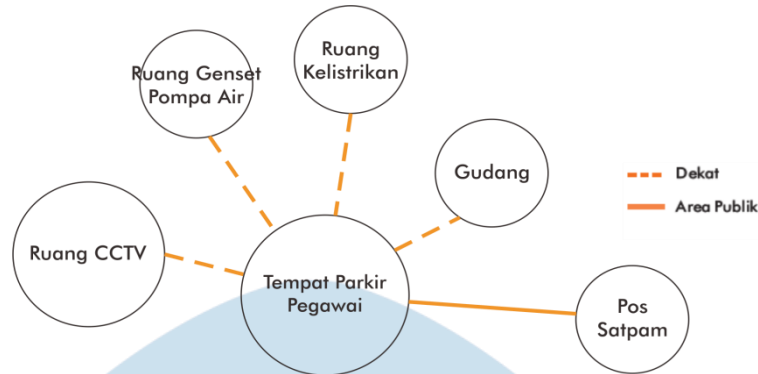 Ruang Genset
Pompa Air
Ruang
Kelistrikan
Gudang
Dekat
Area Publik
Ruang CCTV
Tempat Parkir
Pegawai
Pos
Satpam